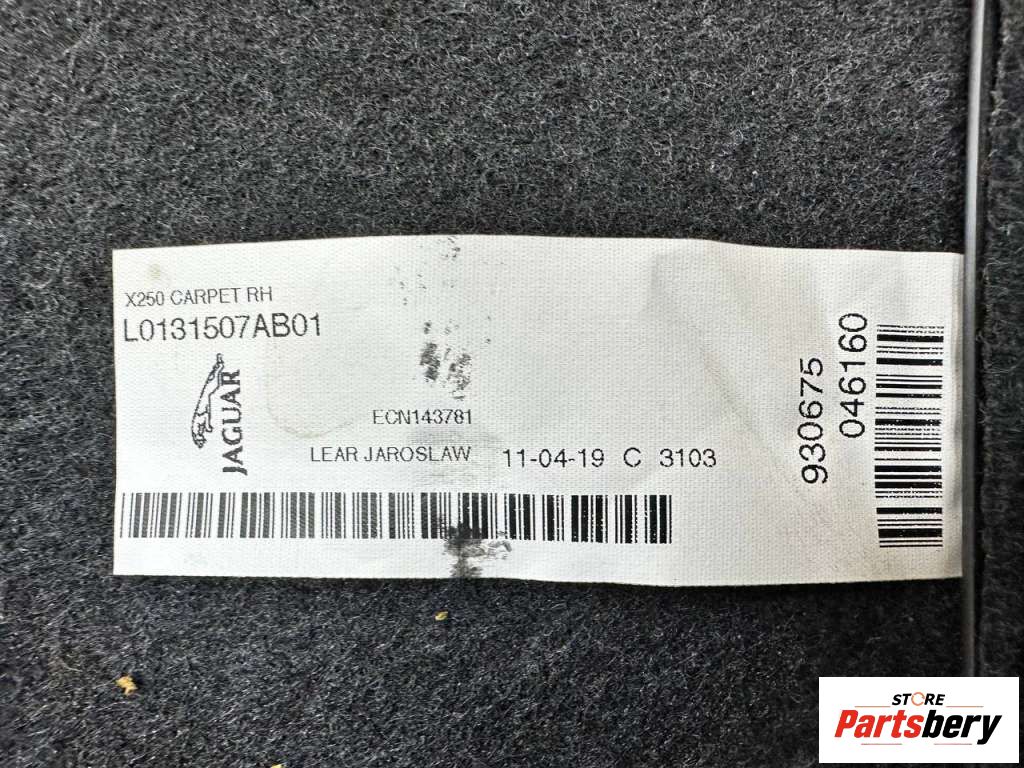 X250 CARPET RH
L0131507AB01
JAGUAR
ECN143781
LEAR JAROSLAW 11-04-19 C 3103
930675
046160
STORE
Partsbery